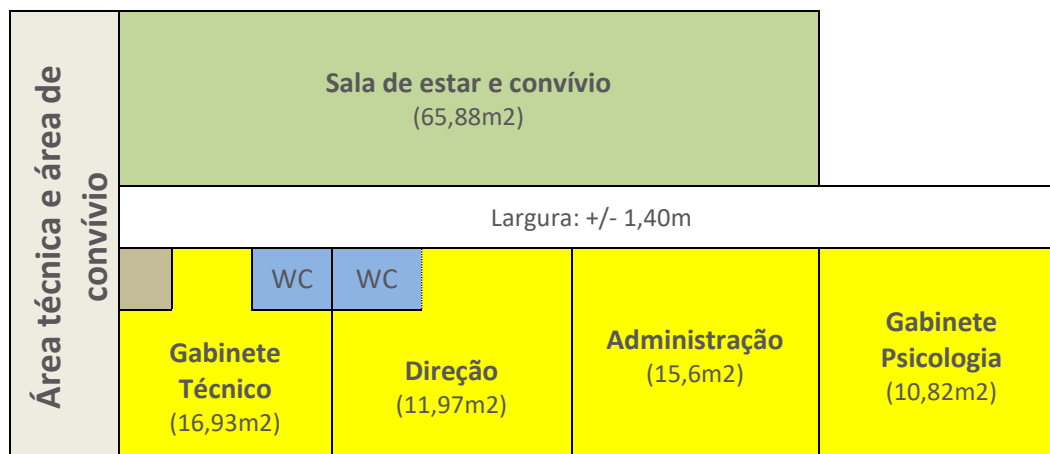 Área técnica e área de
convívio
Sala de estar e convívio
(65,88m2)
Largura: +/- 1,40m
WC
WC
Gabinete
Técnico
(16,93m2)
Direção
(11,97m2)
Administração
(15,6m2)
Gabinete
Psicologia
(10,82m2)